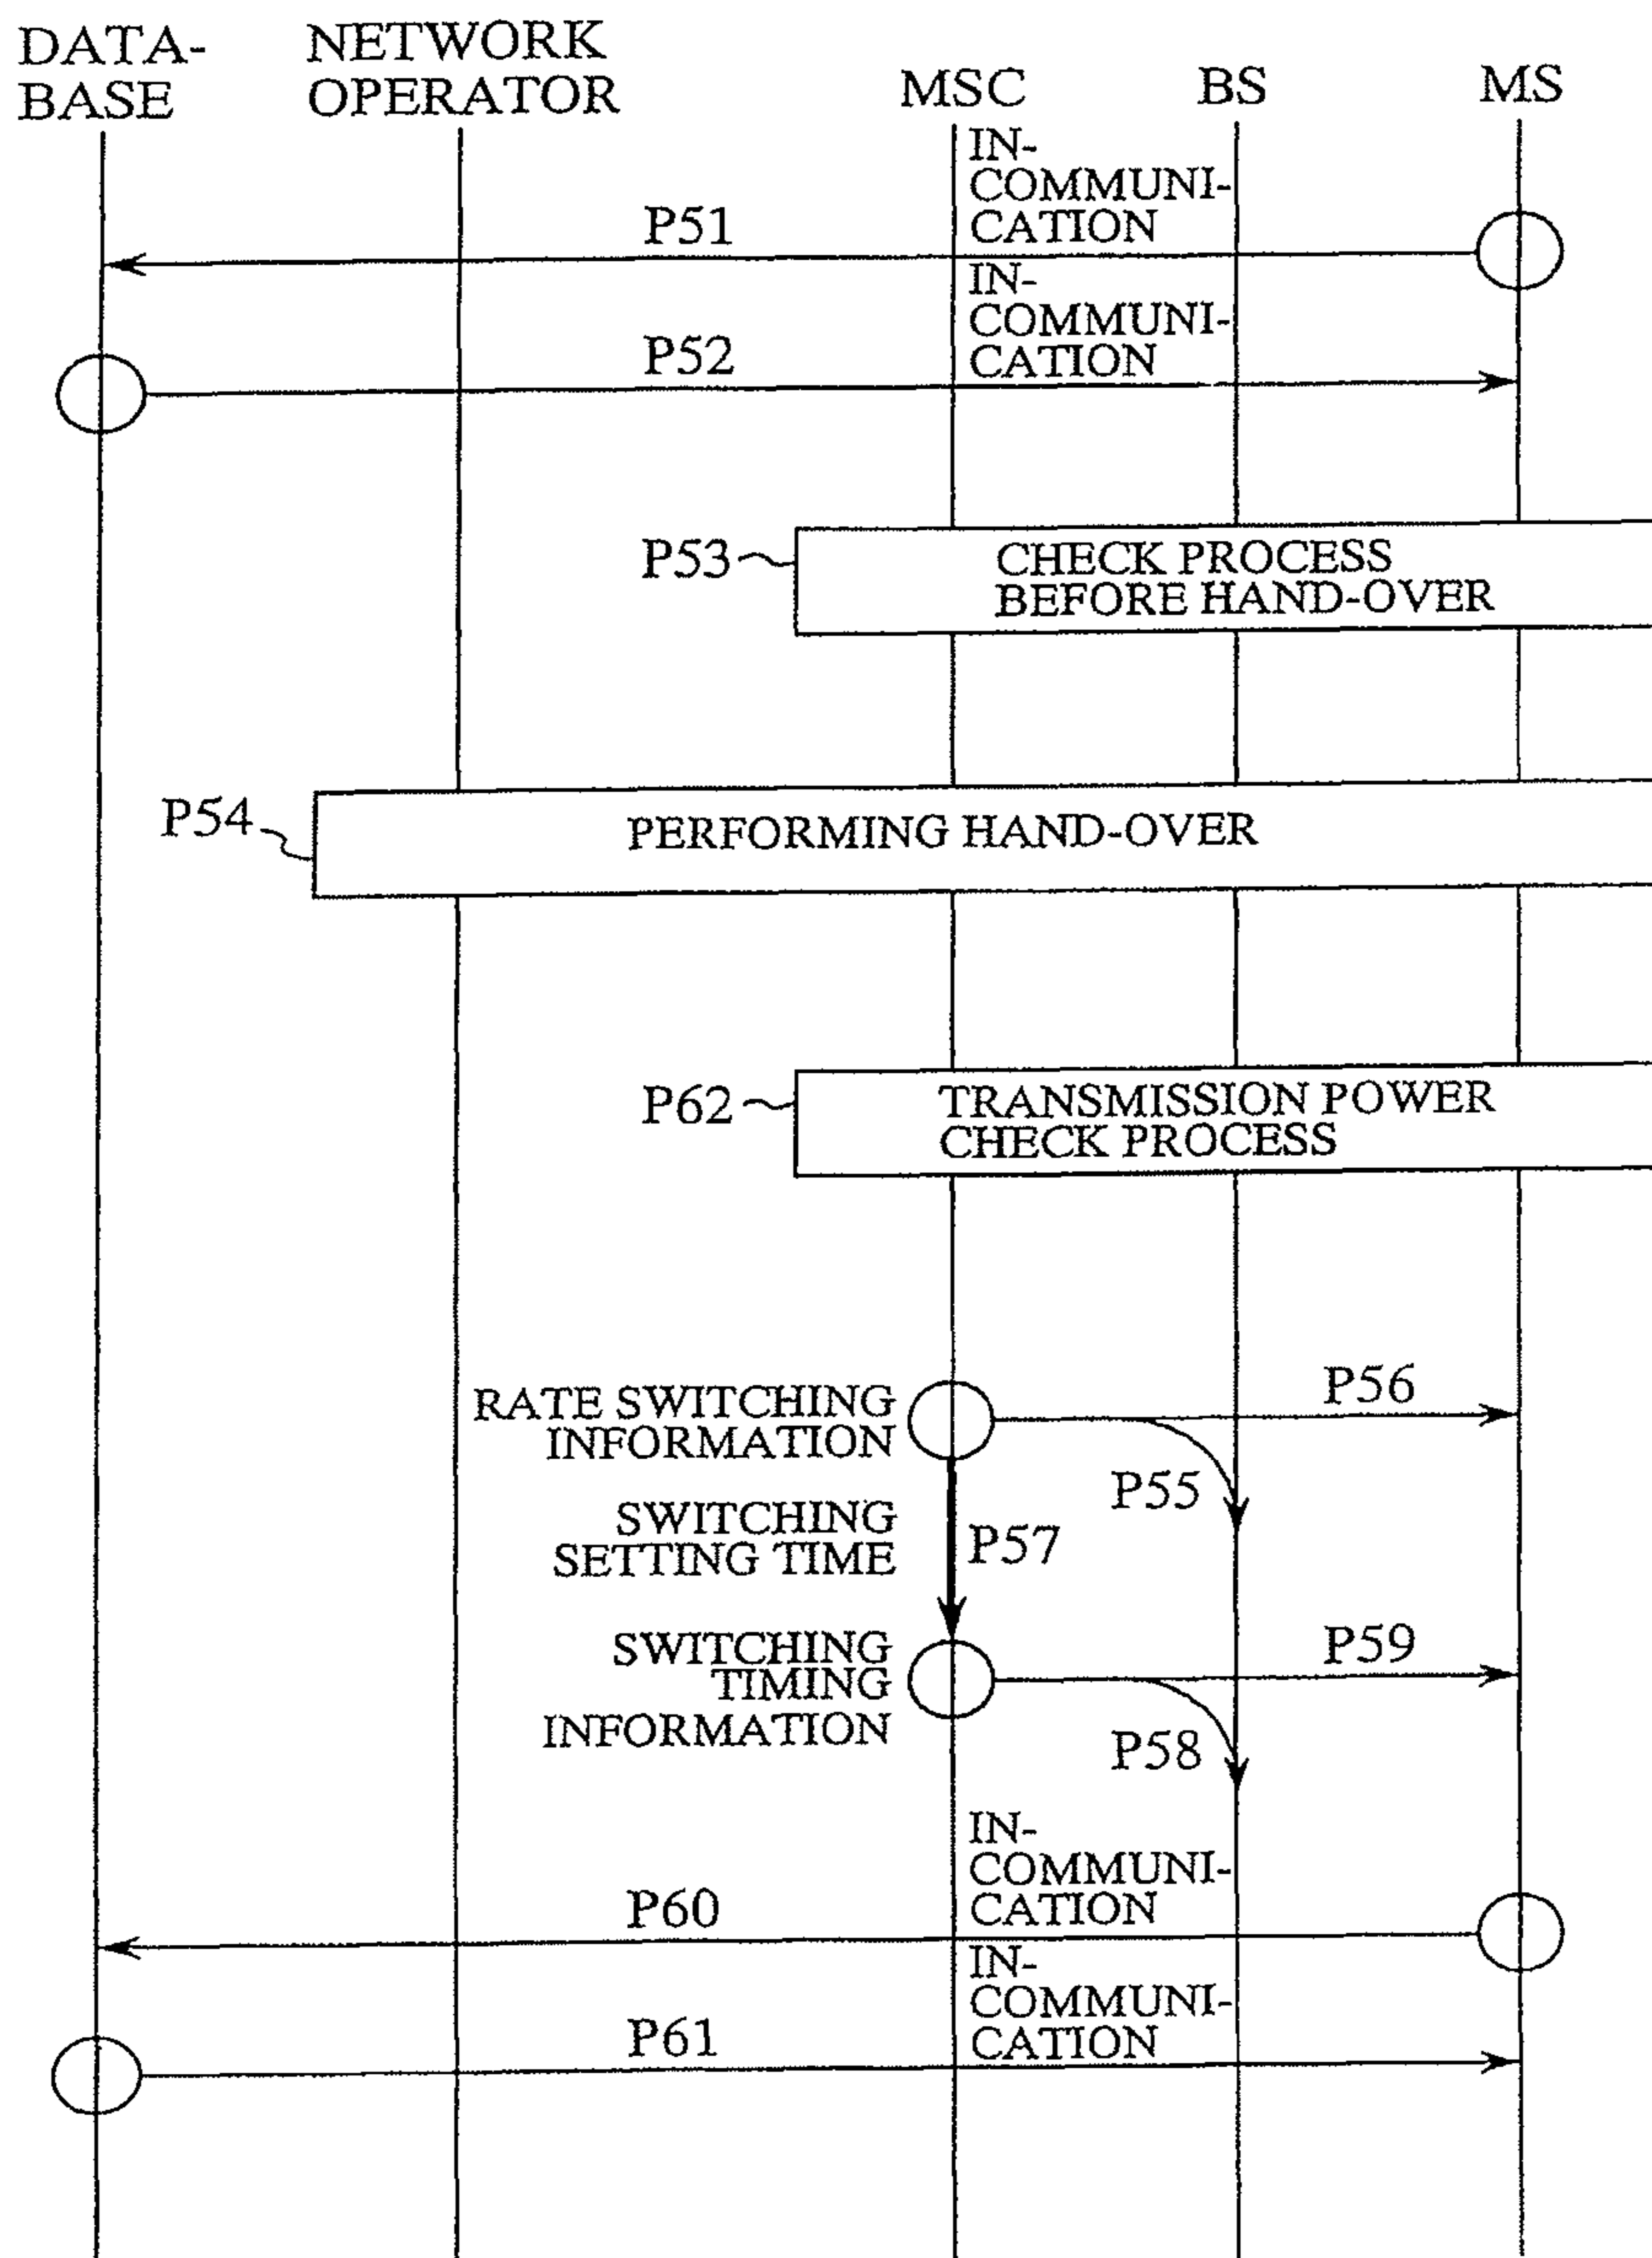 DATA-
BASE
NETWORK
OPERATOR
MSC
BS
MS
IN-
COMMUNI-
CATION
P51
IN-
COMMUNI-
CATION
P52
P53
CHECK PROCESS
BEFORE HAND-OVER
P54
PERFORMING HAND-OVER
P62
TRANSMISSION POWER
CHECK PROCESS
RATE SWITCHING
INFORMATION
P56
P55
SWITCHING
SETTING TIME
P57
SWITCHING
TIMING
INFORMATION
P59
P58
IN-
COMMUNI-
CATION
P60
IN-
COMMUNI-
CATION
P61